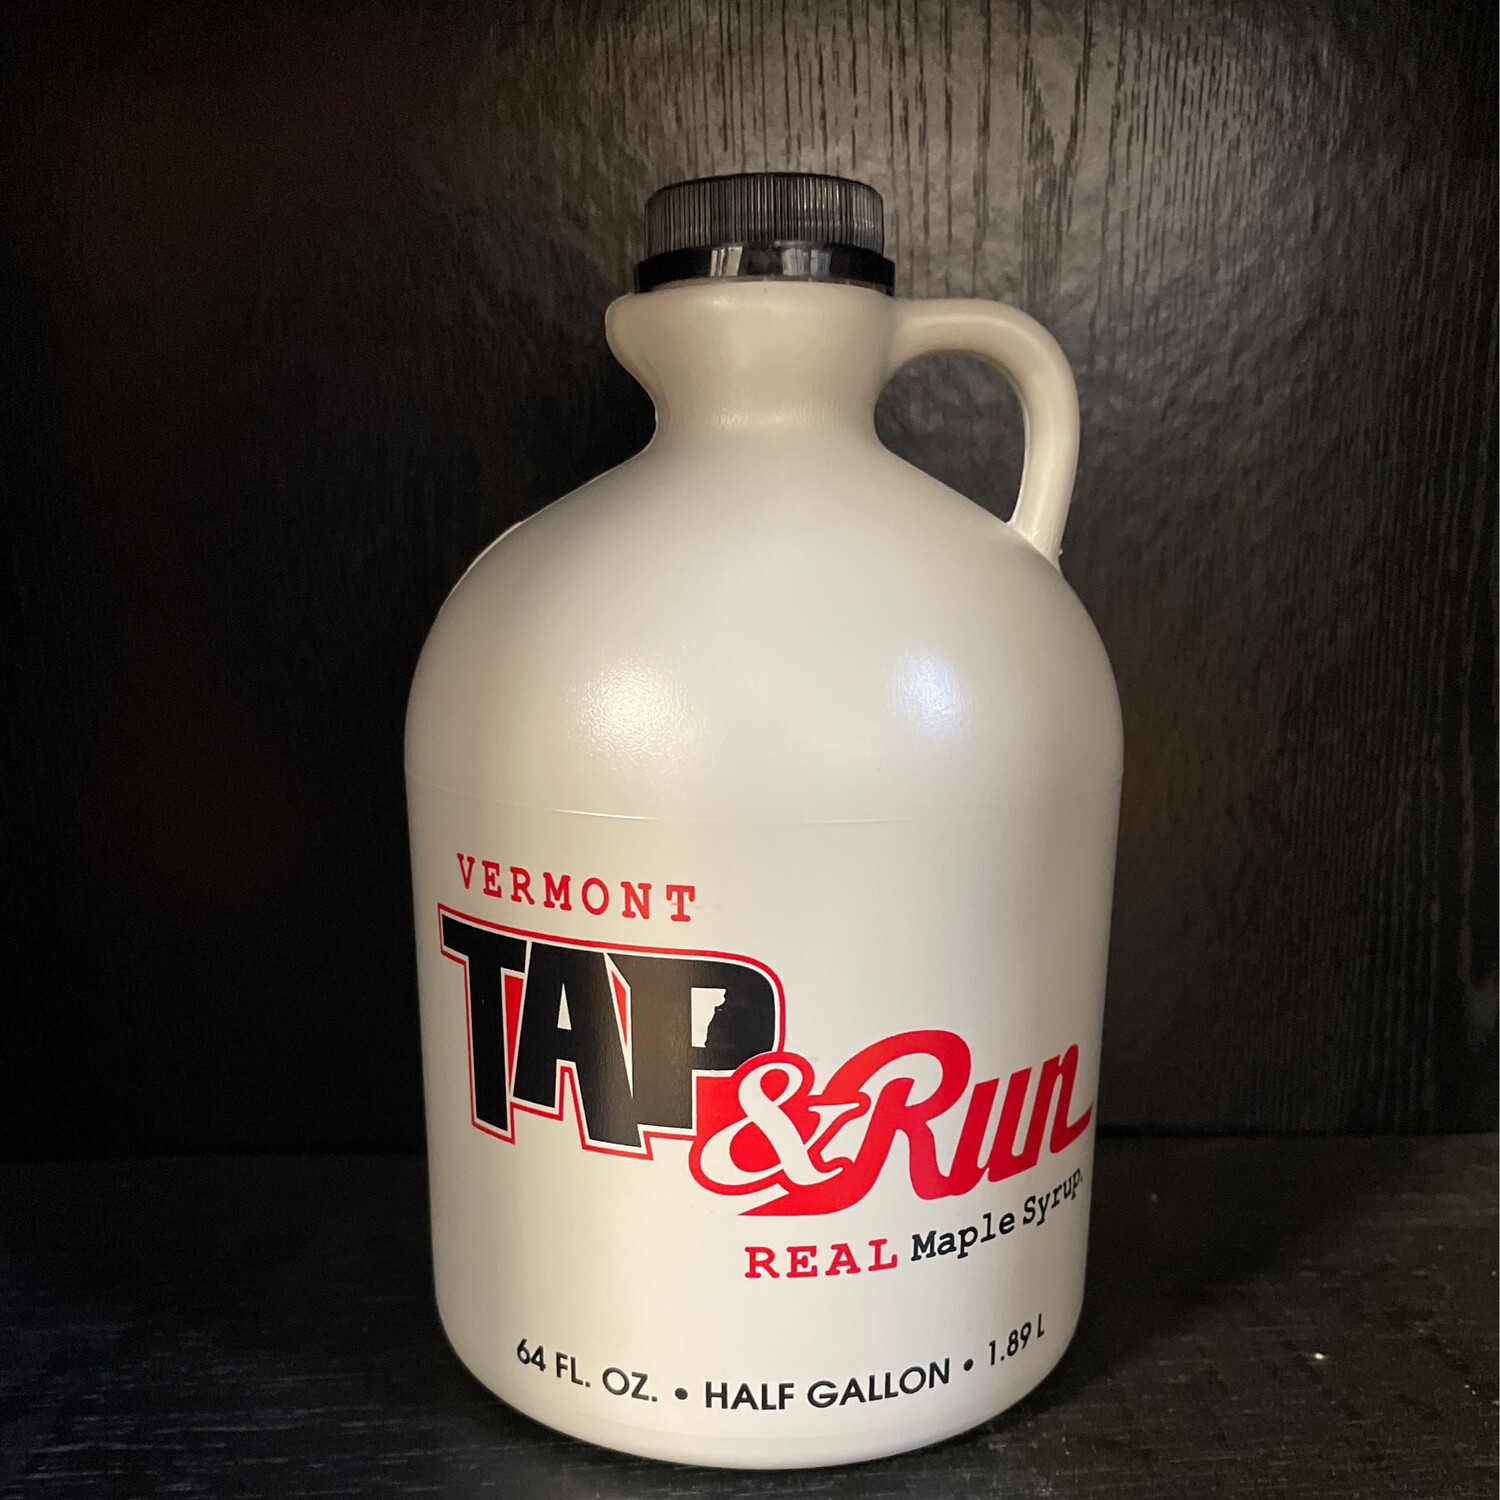 VERMONT
TAP
&Run
REAL Maple Syrup.
64 FL. OZ. • HALF GALLON • 1.89 L